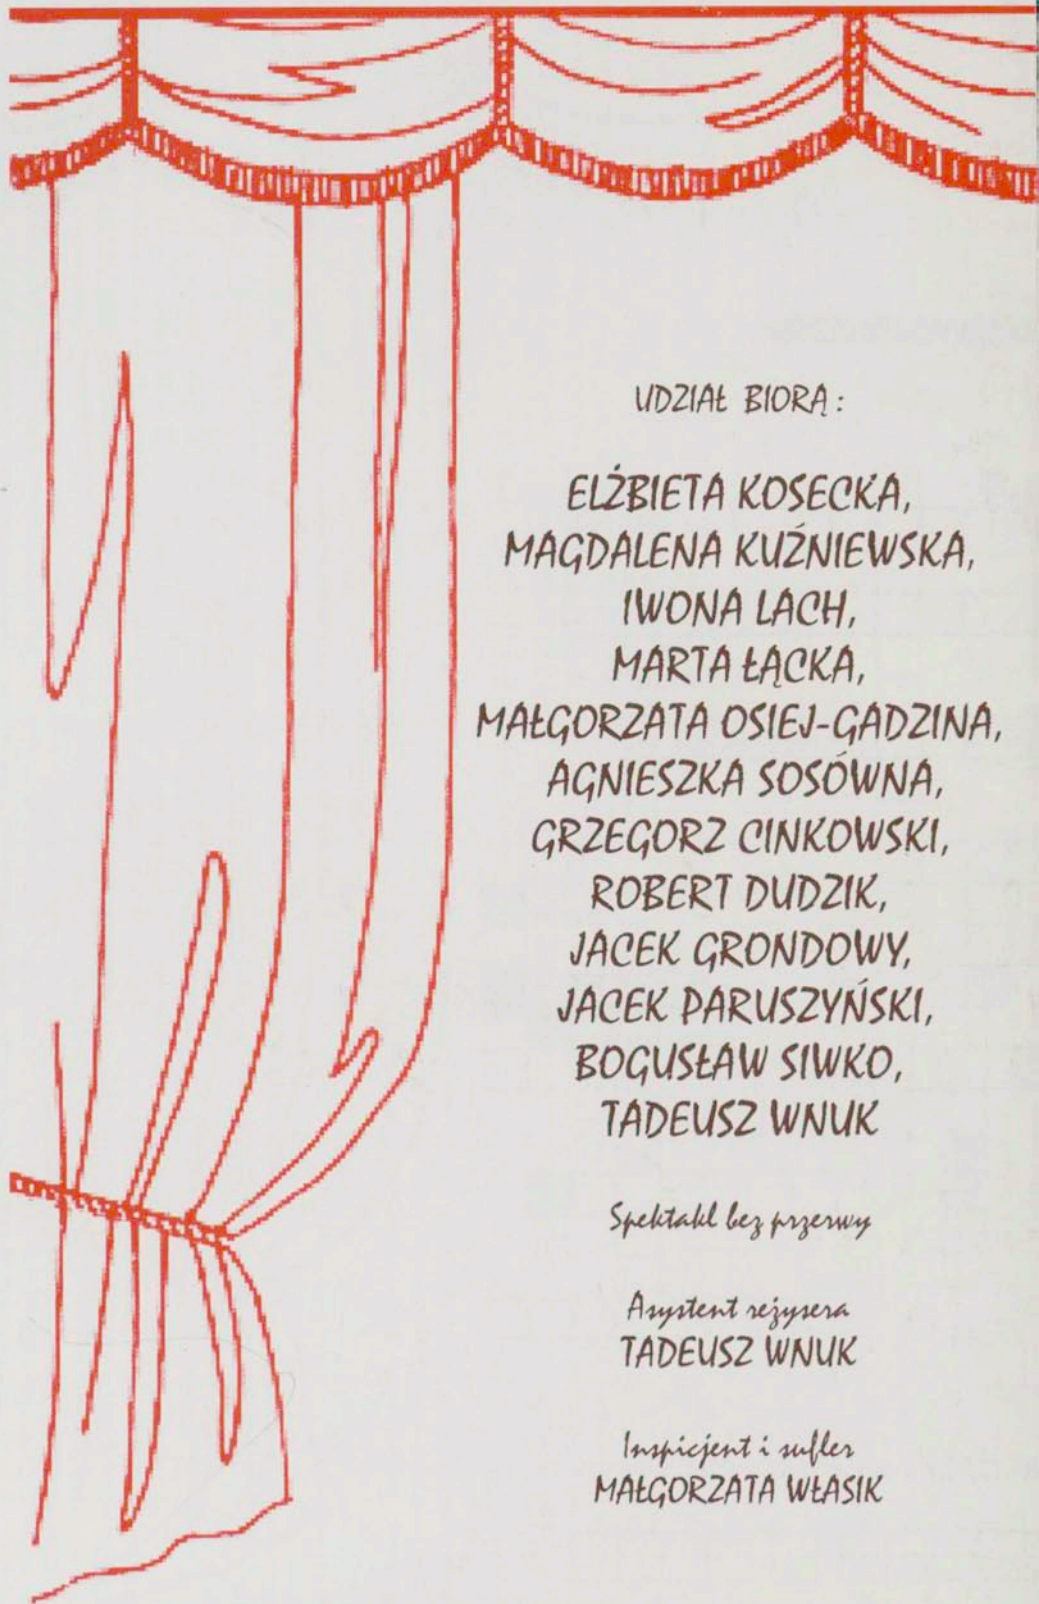 UDZIAŁ BIORĄ:
ELŻBIETA KOSECKA,
MAGDALENA KUŹNIEWSKA,
IWONA LACH,
MARTA ŁĄCKA,
MAŁGORZATA OSIEJ-GADZINA,
AGNIESZKA SOSÓWNA,
GRZEGORZ CINKOWSKI,
ROBERT DUDZIK,
JACEK GRONDOWY,
JACEK PARUSZYŃSKI,
BOGUSŁAW SIWKO,
TADEUSZ WNUK
Spektakl bez przerwy
Asystent reżysera
TADEUSZ WNUK
Inspicjent i sufler
MAŁGORZATA WŁASIK